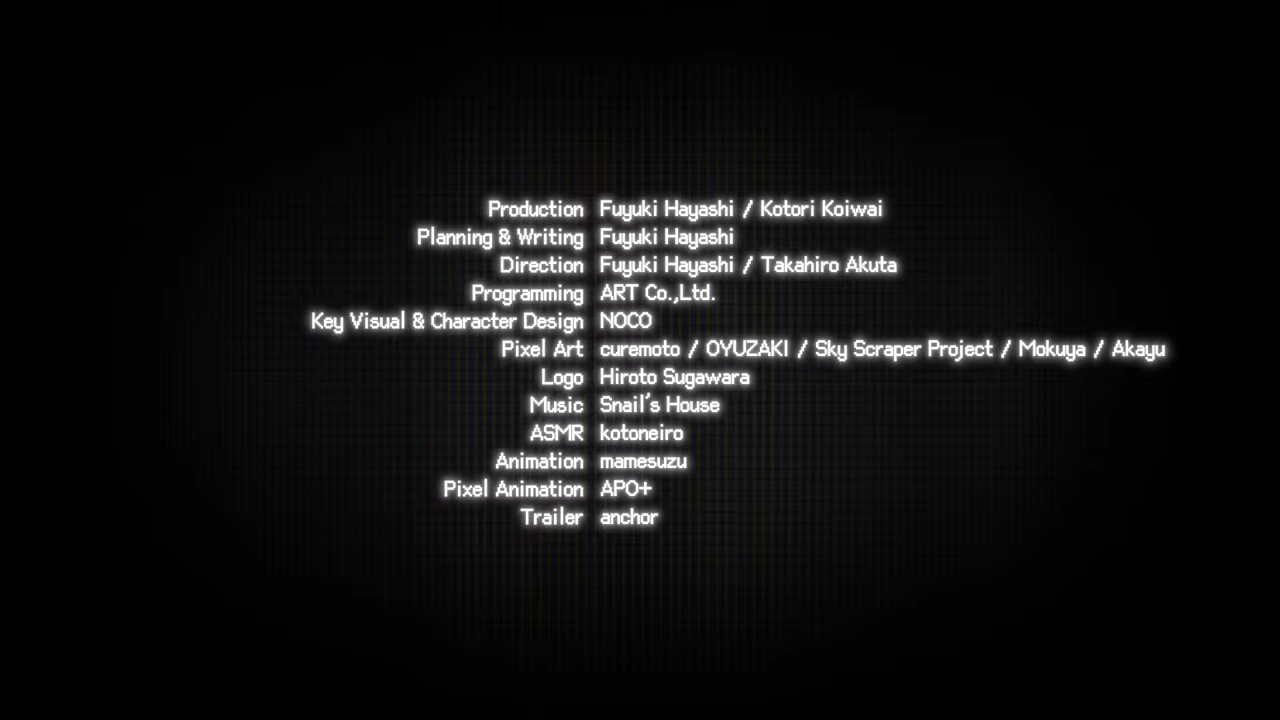 Production Fuyuki Hayashi / Kotori Koiwai
Planning & Writing Fuyuki Hayashi
Direction Fuyuki Hayashi / Takahiro Akuta
Programming ART Co.,Ltd.
Key Visual & Character Design NOCO
Pixel Art curemoto / OYUZAKI / Sky Scraper Project / Mokuya / Akayu
Logo Hiroto Sugawara
Music Snail's House
ASMR kotoneiro
Animation mamesuzu
Pixel Animation APO+
Trailer anchor